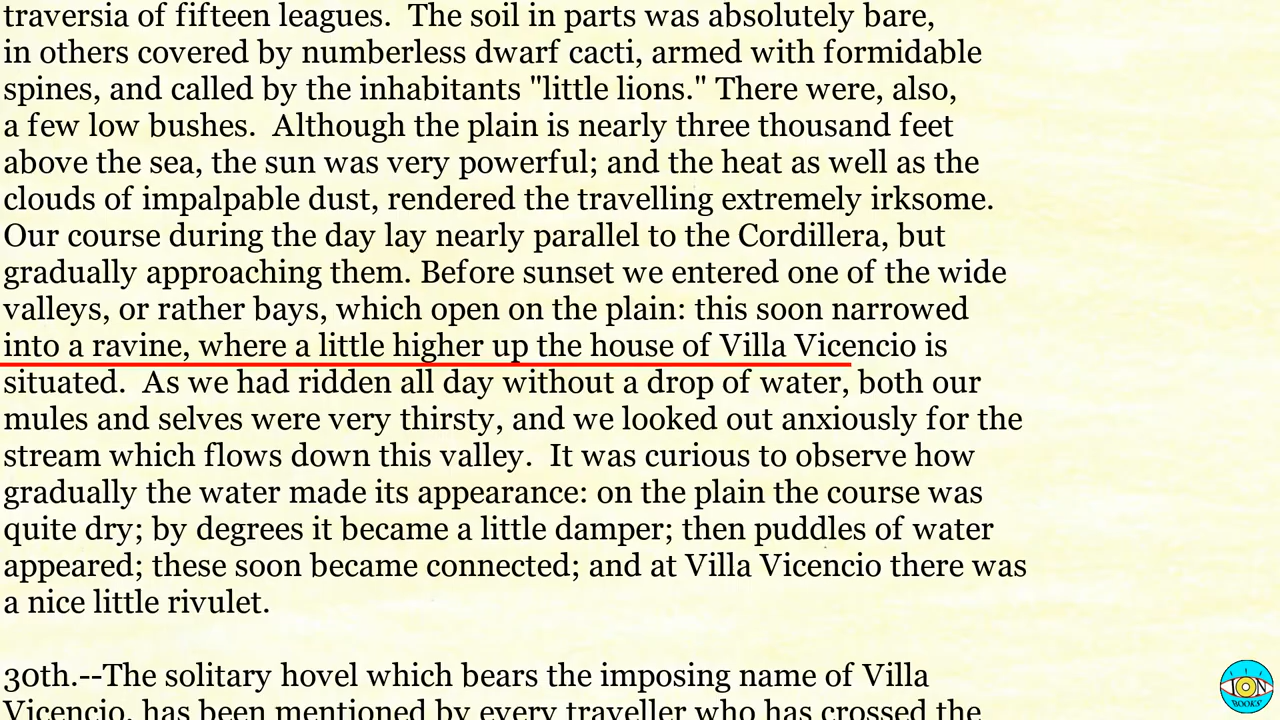 traversia of fifteen leagues.  The soil in parts was absolutely bare,
in others covered by numberless dwarf cacti, armed with formidable
spines, and called by the inhabitants "little lions." There were, also,
a few low bushes.  Although the plain is nearly three thousand feet
above the sea, the sun was very powerful; and the heat as well as the
clouds of impalpable dust, rendered the travelling extremely irksome.
Our course during the day lay nearly parallel to the Cordillera, but
gradually approaching them. Before sunset we entered one of the wide
valleys, or rather bays, which open on the plain: this soon narrowed
into a ravine, where a little higher up the house of Villa Vicencio is
situated.  As we had ridden all day without a drop of water, both our
mules and selves were very thirsty, and we looked out anxiously for the
stream which flows down this valley.  It was curious to observe how
gradually the water made its appearance: on the plain the course was
quite dry; by degrees it became a little damper; then puddles of water
appeared; these soon became connected; and at Villa Vicencio there was
a nice little rivulet.
30th.--The solitary hovel which bears the imposing name of Villa
Vicencio, has been mentioned by every traveller who has crossed the
ION
BOOKS